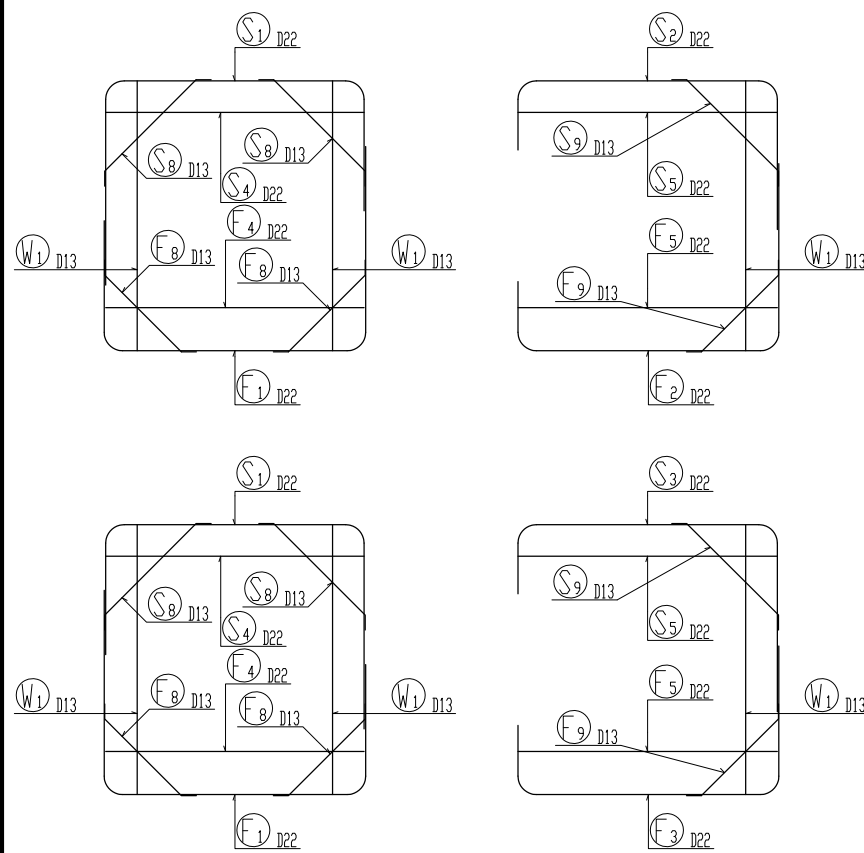 S1 D22
S8 D13
S8 D13
S4 D22
F4 D22
W1 D13
F8 D13
F8 D13
W1 D13
F1 D22
S2 D22
S9 D13
S5 D22
F5 D22
W1 D13
F9 D13
F2 D22
S1 D22
S8 D13
S8 D13
S4 D22
F4 D22
W1 D13
F8 D13
F8 D13
W1 D13
F1 D22
S3 D22
S9 D13
S5 D22
F5 D22
W1 D13
F9 D13
F3 D22